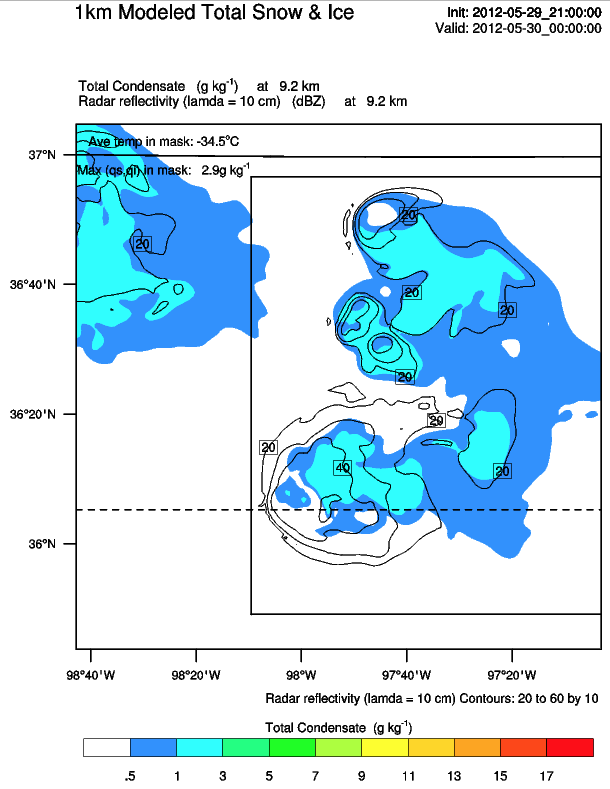 1km Modeled Total Snow & Ice
Init: 2012-05-29_21:00:00
Valid: 2012-05-30_00:00:00
Total Condensate (g kg-1) at 9.2 km
Radar reflectivity (lamda = 10 cm) (dBZ) at 9.2 km
Ave temp in mask: -34.5°C
37°N
Max (qs,qi) in mask: 2.9g kg-1
20
20
36°40'N
20
20
20
36°20'N
20
20
40
20
36°N
98°40'W 98°20'W 98°W 97°40'W 97°20'W
Radar reflectivity (lamda = 10 cm) Contours: 20 to 60 by 10
Total Condensate (g kg-1)
.5 1 3 5 7 9 11 13 15 17